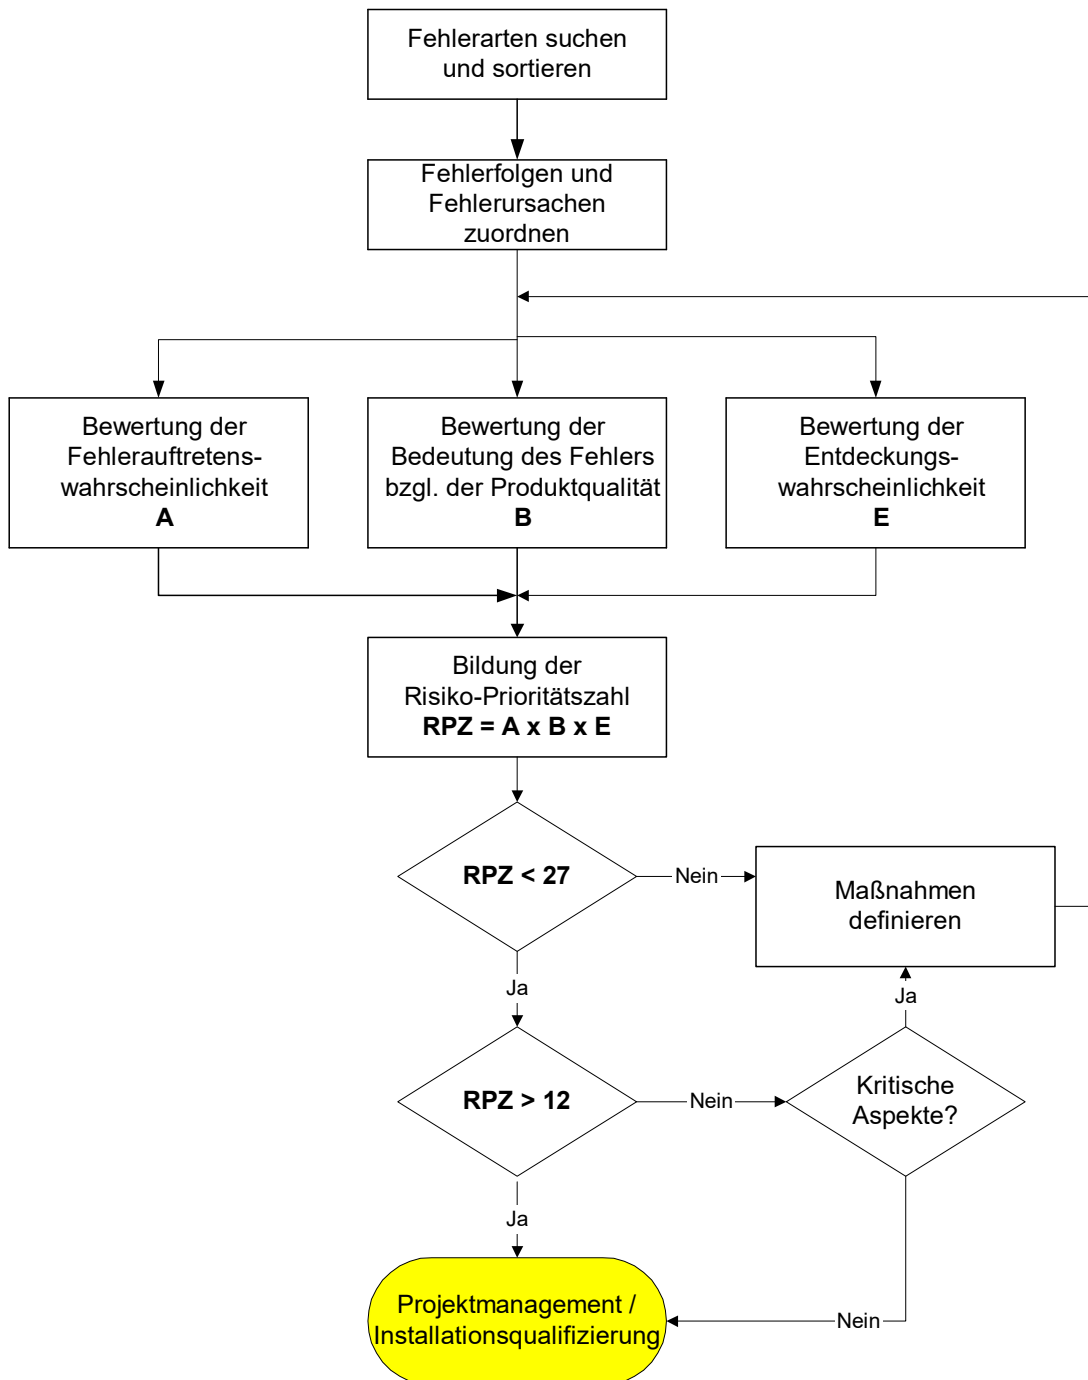 Fehlerarten suchen
und sortieren
Fehlerfolgen und
Fehlerursachen
zuordnen
Bewertung der
Fehlerauftretens-
wahrscheinlichkeit
A
Bewertung der
Bedeutung des Fehlers
bzgl. der Produktqualität
B
Bewertung der
Entdeckungs-
wahrscheinlichkeit
E
Bildung der
Risiko-Prioritätszahl
RPZ = A x B x E
RPZ < 27
Nein
Maßnahmen
definieren
Ja
Ja
RPZ > 12
Nein
Kritische
Aspekte?
Ja
Projektmanagement /
Installationsqualifizierung
Nein